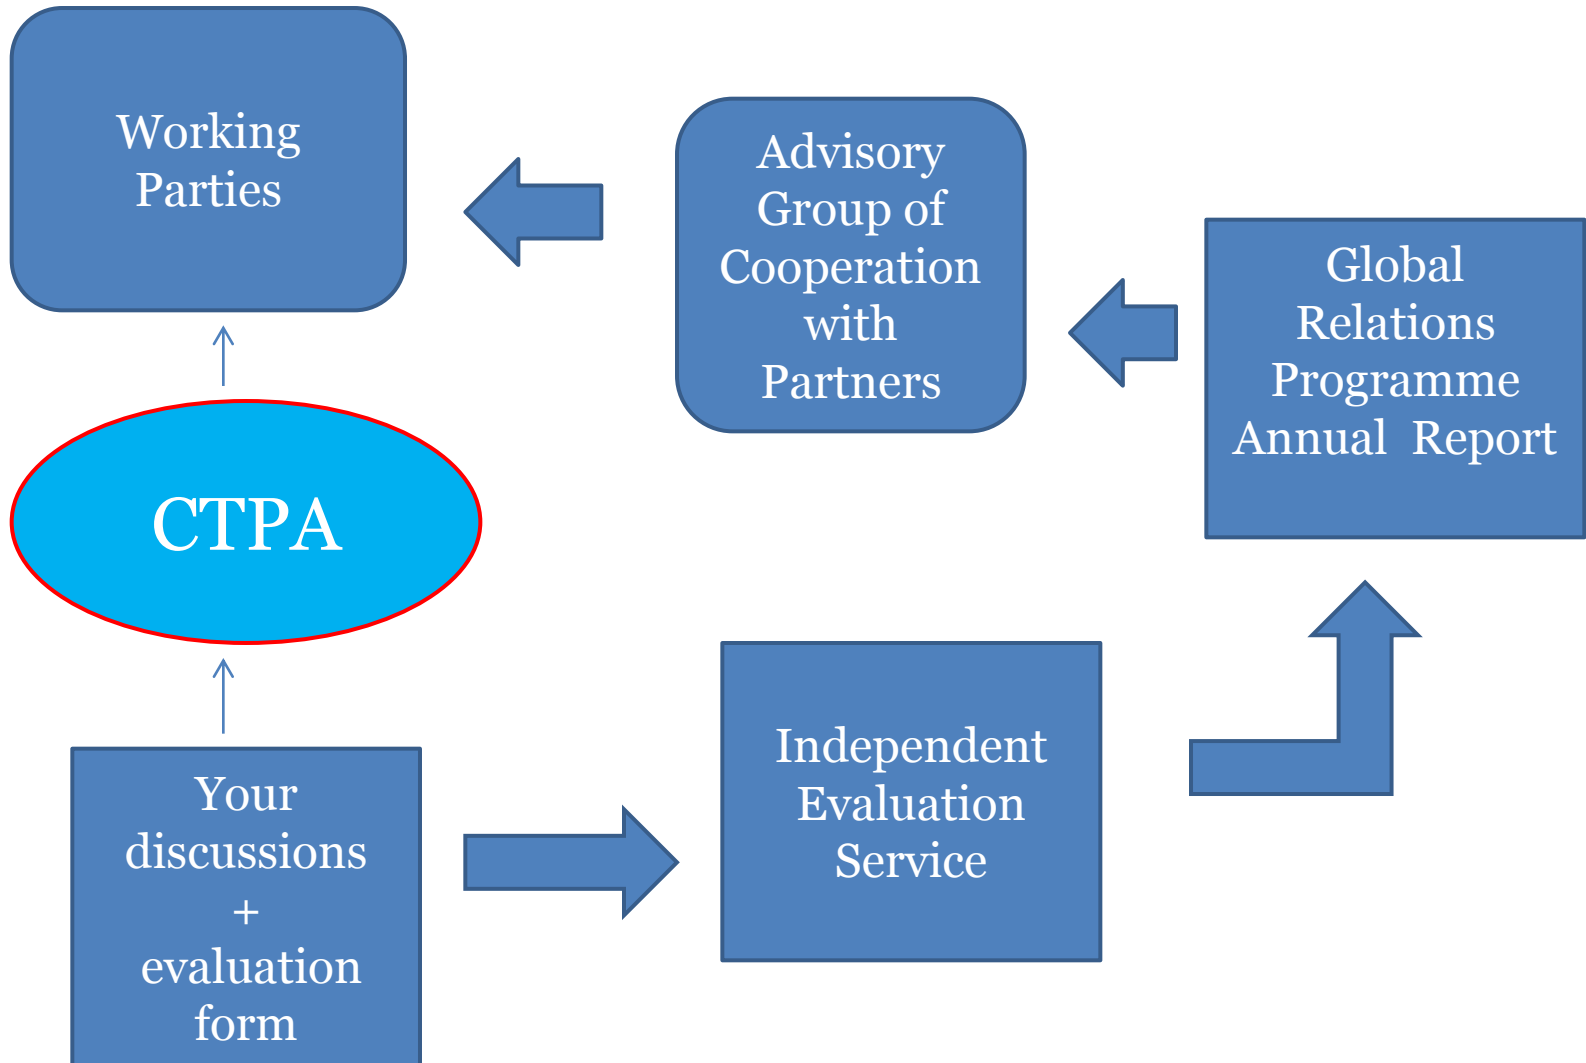 Working
Parties
Advisory
Group of
Cooperation
with
Partners
Global
Relations
Programme
Annual Report
CTPA
Independent
Evaluation
Service
Your
discussions
+
evaluation
form